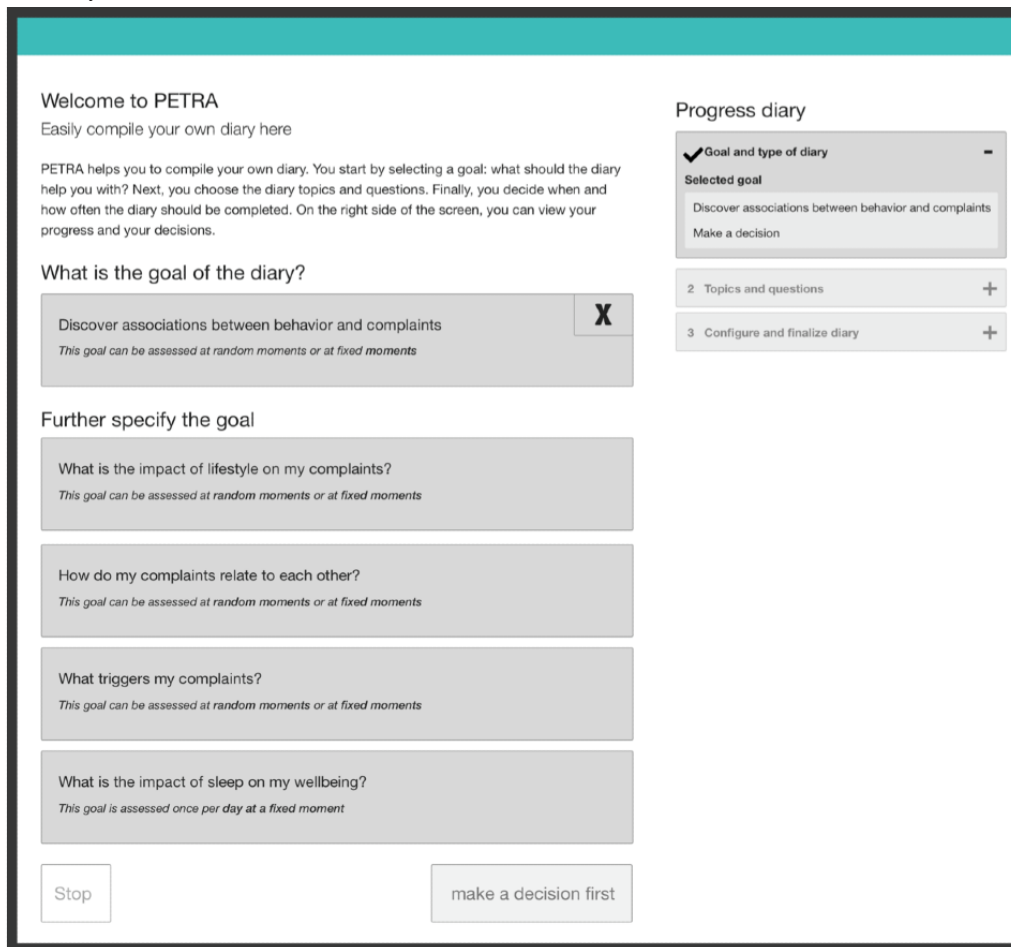 Welcome to PETRA
Easily compile your own diary here
PETRA helps you to compile your own diary. You start by selecting a goal: what should the diary
help you with? Next, you choose the diary topics and questions. Finally, you decide when and
how often the diary should be completed. On the right side of the screen, you can view your
progress and your decisions.
What is the goal of the diary?
Discover associations between behavior and complaints
X
This goal can be assessed at random moments or at fixed moments
Further specify the goal
What is the impact of lifestyle on my complaints?
This goal can be assessed at random moments or at fixed moments
How do my complaints relate to each other?
This goal can be assessed at random moments or at fixed moments
What triggers my complaints?
This goal can be assessed at random moments or at fixed moments
What is the impact of sleep on my wellbeing?
This goal is assessed once per day at a fixed moment
Stop
make a decision first
Progress diary
Goal and type of diary
Selected goal
Discover associations between behavior and complaints
Make a decision
2 Topics and questions
3 Configure and finalize diary